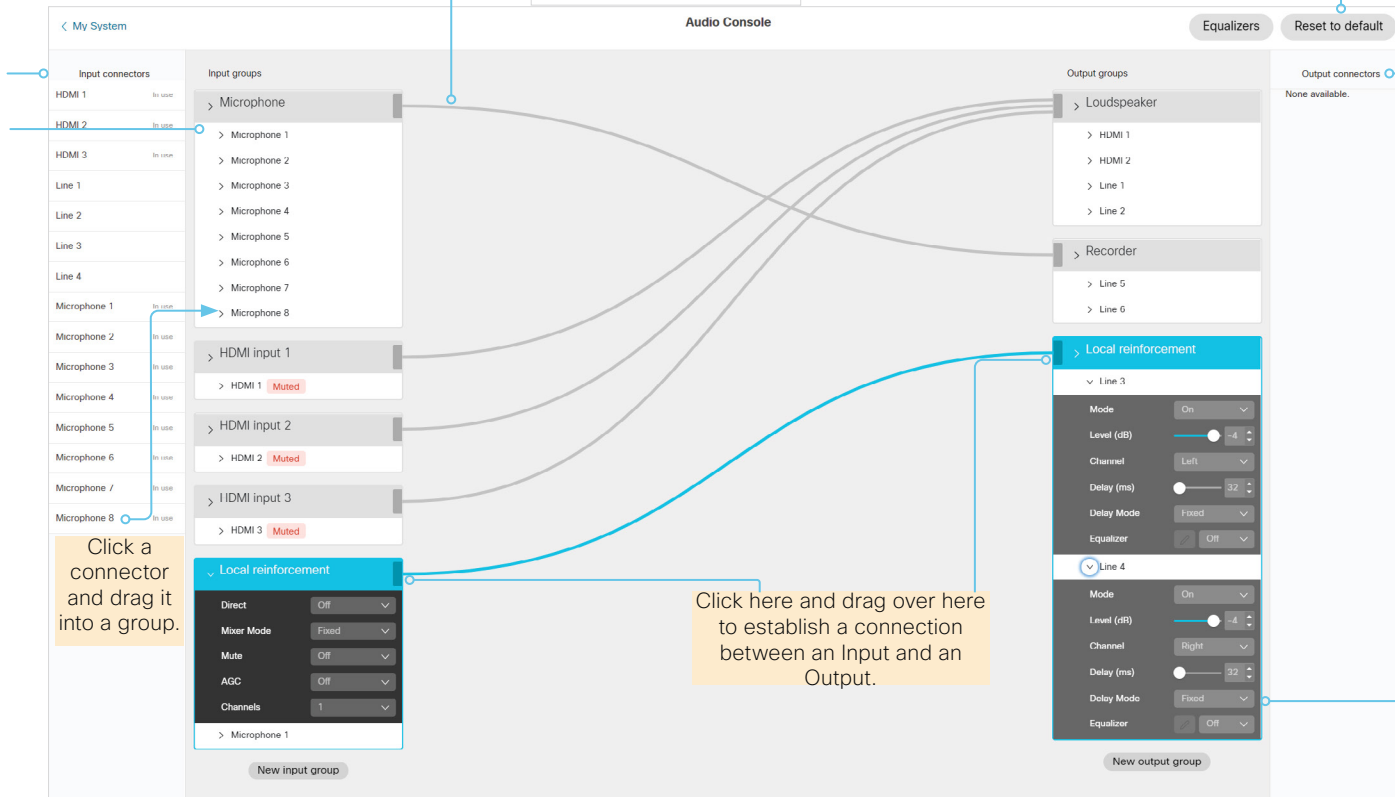 My System
Audio Console
Equalizers
Reset to default
Input connectors
HDMI 1 In use
HDMI 2 In use
HDMI 3 In use
Line 1
Line 2
Line 3
Line 4
Microphone 1 In use
Microphone 2 In use
Microphone 3 In use
Microphone 4 In use
Microphone 5 In use
Microphone 6 In use
Microphone 7 In use
Microphone 8 In use
Click a
connector
and drag it
into a group.
Input groups
Microphone
Microphone 1
Microphone 2
Microphone 3
Microphone 4
Microphone 5
Microphone 6
Microphone 7
Microphone 8
HDMI input 1
HDMI 1 Muted
HDMI input 2
HDMI 2 Muted
HDMI input 3
HDMI 3 Muted
Local reinforcement
Direct Off
Mixer Mode Fixed
Mute Off
AGC Off
Channels 1
Microphone 1
New input group
Click here and drag over here
to establish a connection
between an Input and an
Output.
Output groups
Loudspeaker
HDMI 1
HDMI 2
Line 1
Line 2
Recorder
Line 5
Line 6
Local reinforcement
Line 3
Mode On
Level (dB) -4
Channel Left
Delay (ms) 32
Delay Mode Fixed
Equalizer Off
Line 4
Mode On
Level (dB) -4
Channel Right
Delay (ms) 32
Delay Mode Fixed
Equalizer Off
New output group
Output connectors
None available.